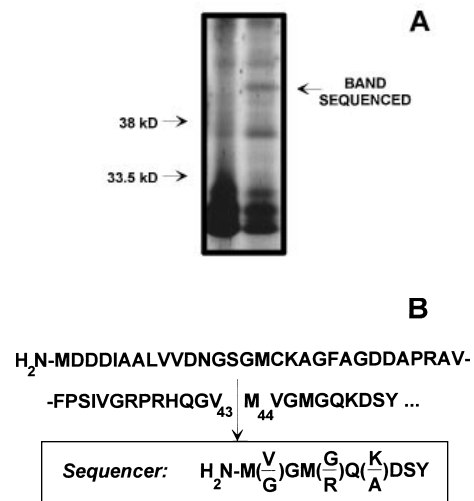 A
BAND
SEQUENCED
38 kD
33.5 kD
B
H₂N-MDDDIAALVVDNGSGMCKAGFAGDDAPRAV-
-FPSIVGRPRHQGV₄₃ M₄₄VGMGQKDSY ...
Sequencer: H₂N-M(V/G)GM(G/R)Q(K/A)DSY